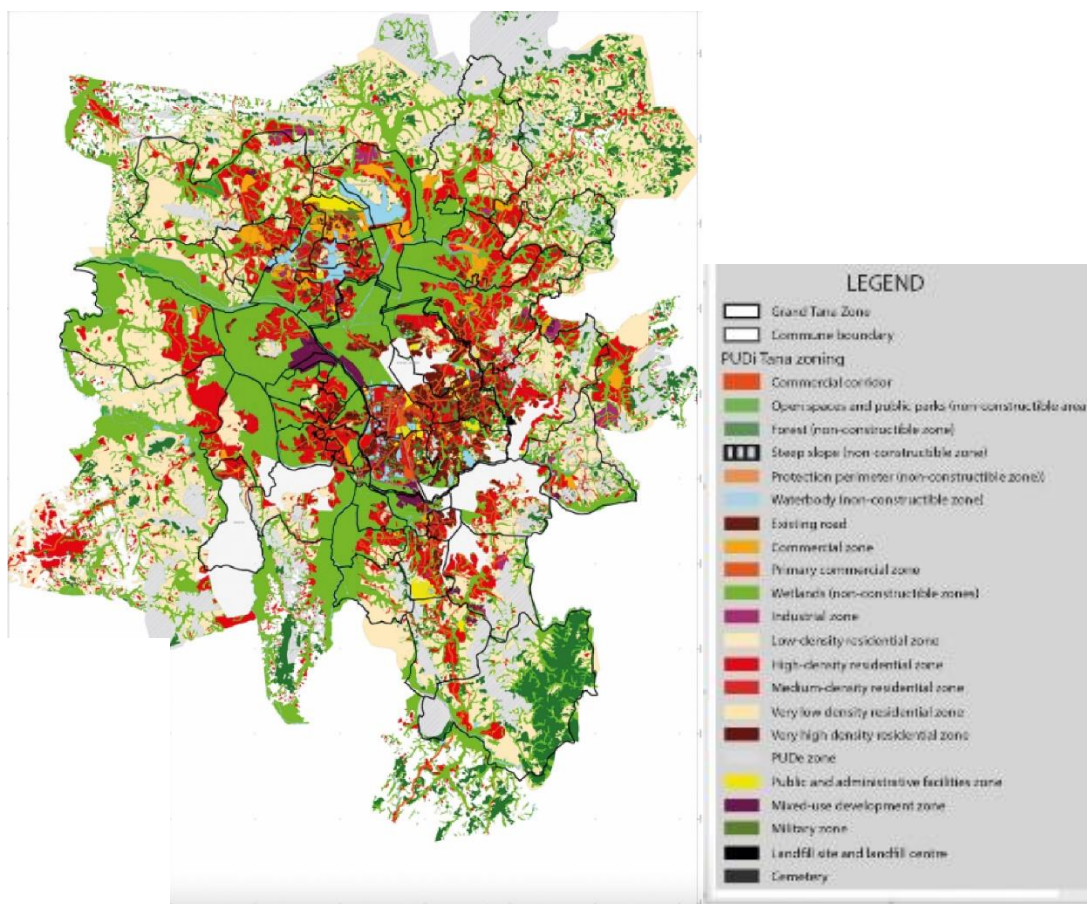 LEGEND
Grand Tana Zone
Commune boundary
PUDi Tana zoning
Commercial corridor
Open spaces and public parks (non-constructible area
Forest (non-constructible zone)
Steep slope (non-constructible zone)
Protection perimeter (non-constructible zone))
Waterbody (non-constructible zone)
Existing road
Commercial zone
Primary commercial zone
Wetlands (non-constructible zones)
Industrial zone
Low-density residential zone
High-density residential zone
Medium-density residential zone
Very low density residential zone
Very high density residential zone
PUDe zone
Public and administrative facilities zone
Mixed-use development zone
Military zone
Landfill site and landfill centre
Cemetery